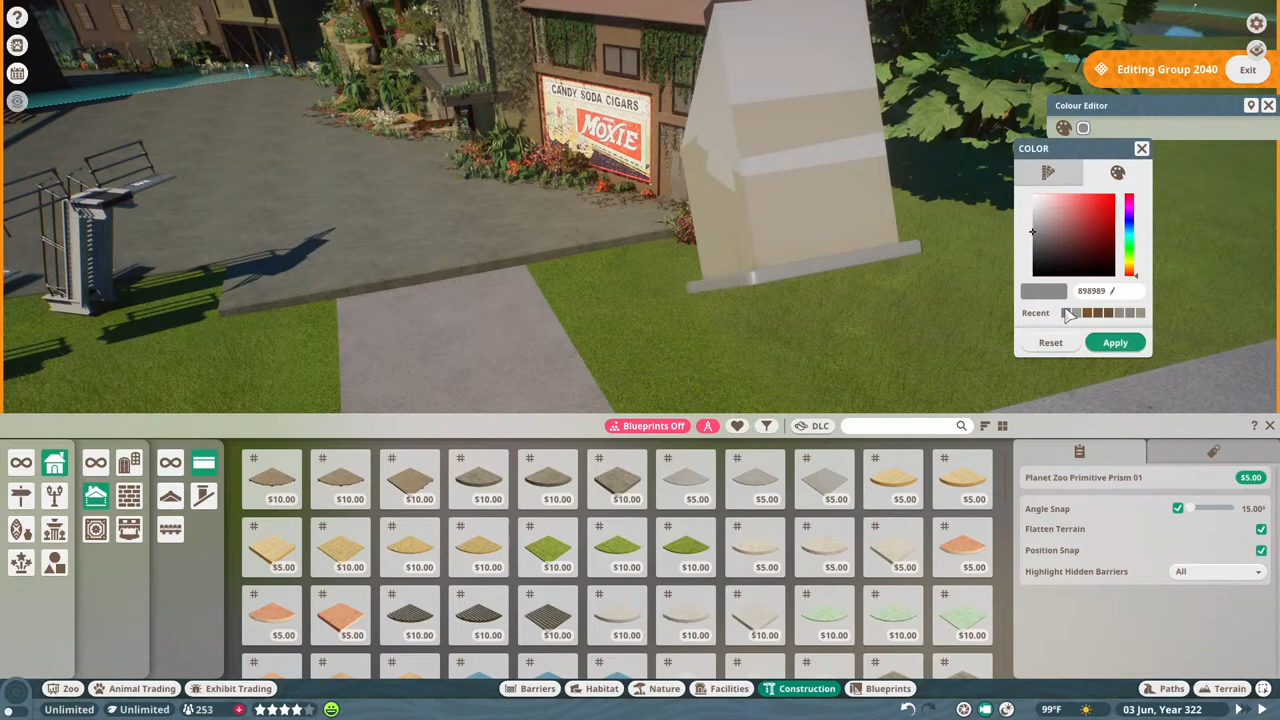 Editing Group 2040
Exit
Colour Editor
CANDY SODA CIGARS
MOXIE
COLOR
898989 /
Recent
Reset
Apply
Blueprints Off
DLC
$10.00 $10.00 $10.00 $10.00 $10.00 $10.00 $5.00 $5.00 $5.00 $5.00 $5.00
$5.00 $10.00 $10.00 $10.00 $10.00 $10.00 $10.00 $5.00 $5.00 $5.00 $5.00
$5.00 $5.00 $5.00 $10.00 $10.00 $10.00 $10.00 $10.00 $10.00 $10.00 $10.00
Planet Zoo Primitive Prism 01 $5.00
Angle Snap 15.00°
Flatten Terrain
Position Snap
Highlight Hidden Barriers All
Zoo Animal Trading Exhibit Trading Barriers Habitat Nature Facilities Construction Blueprints Paths Terrain
Unlimited Unlimited 253 99°F 03 Jun, Year 322